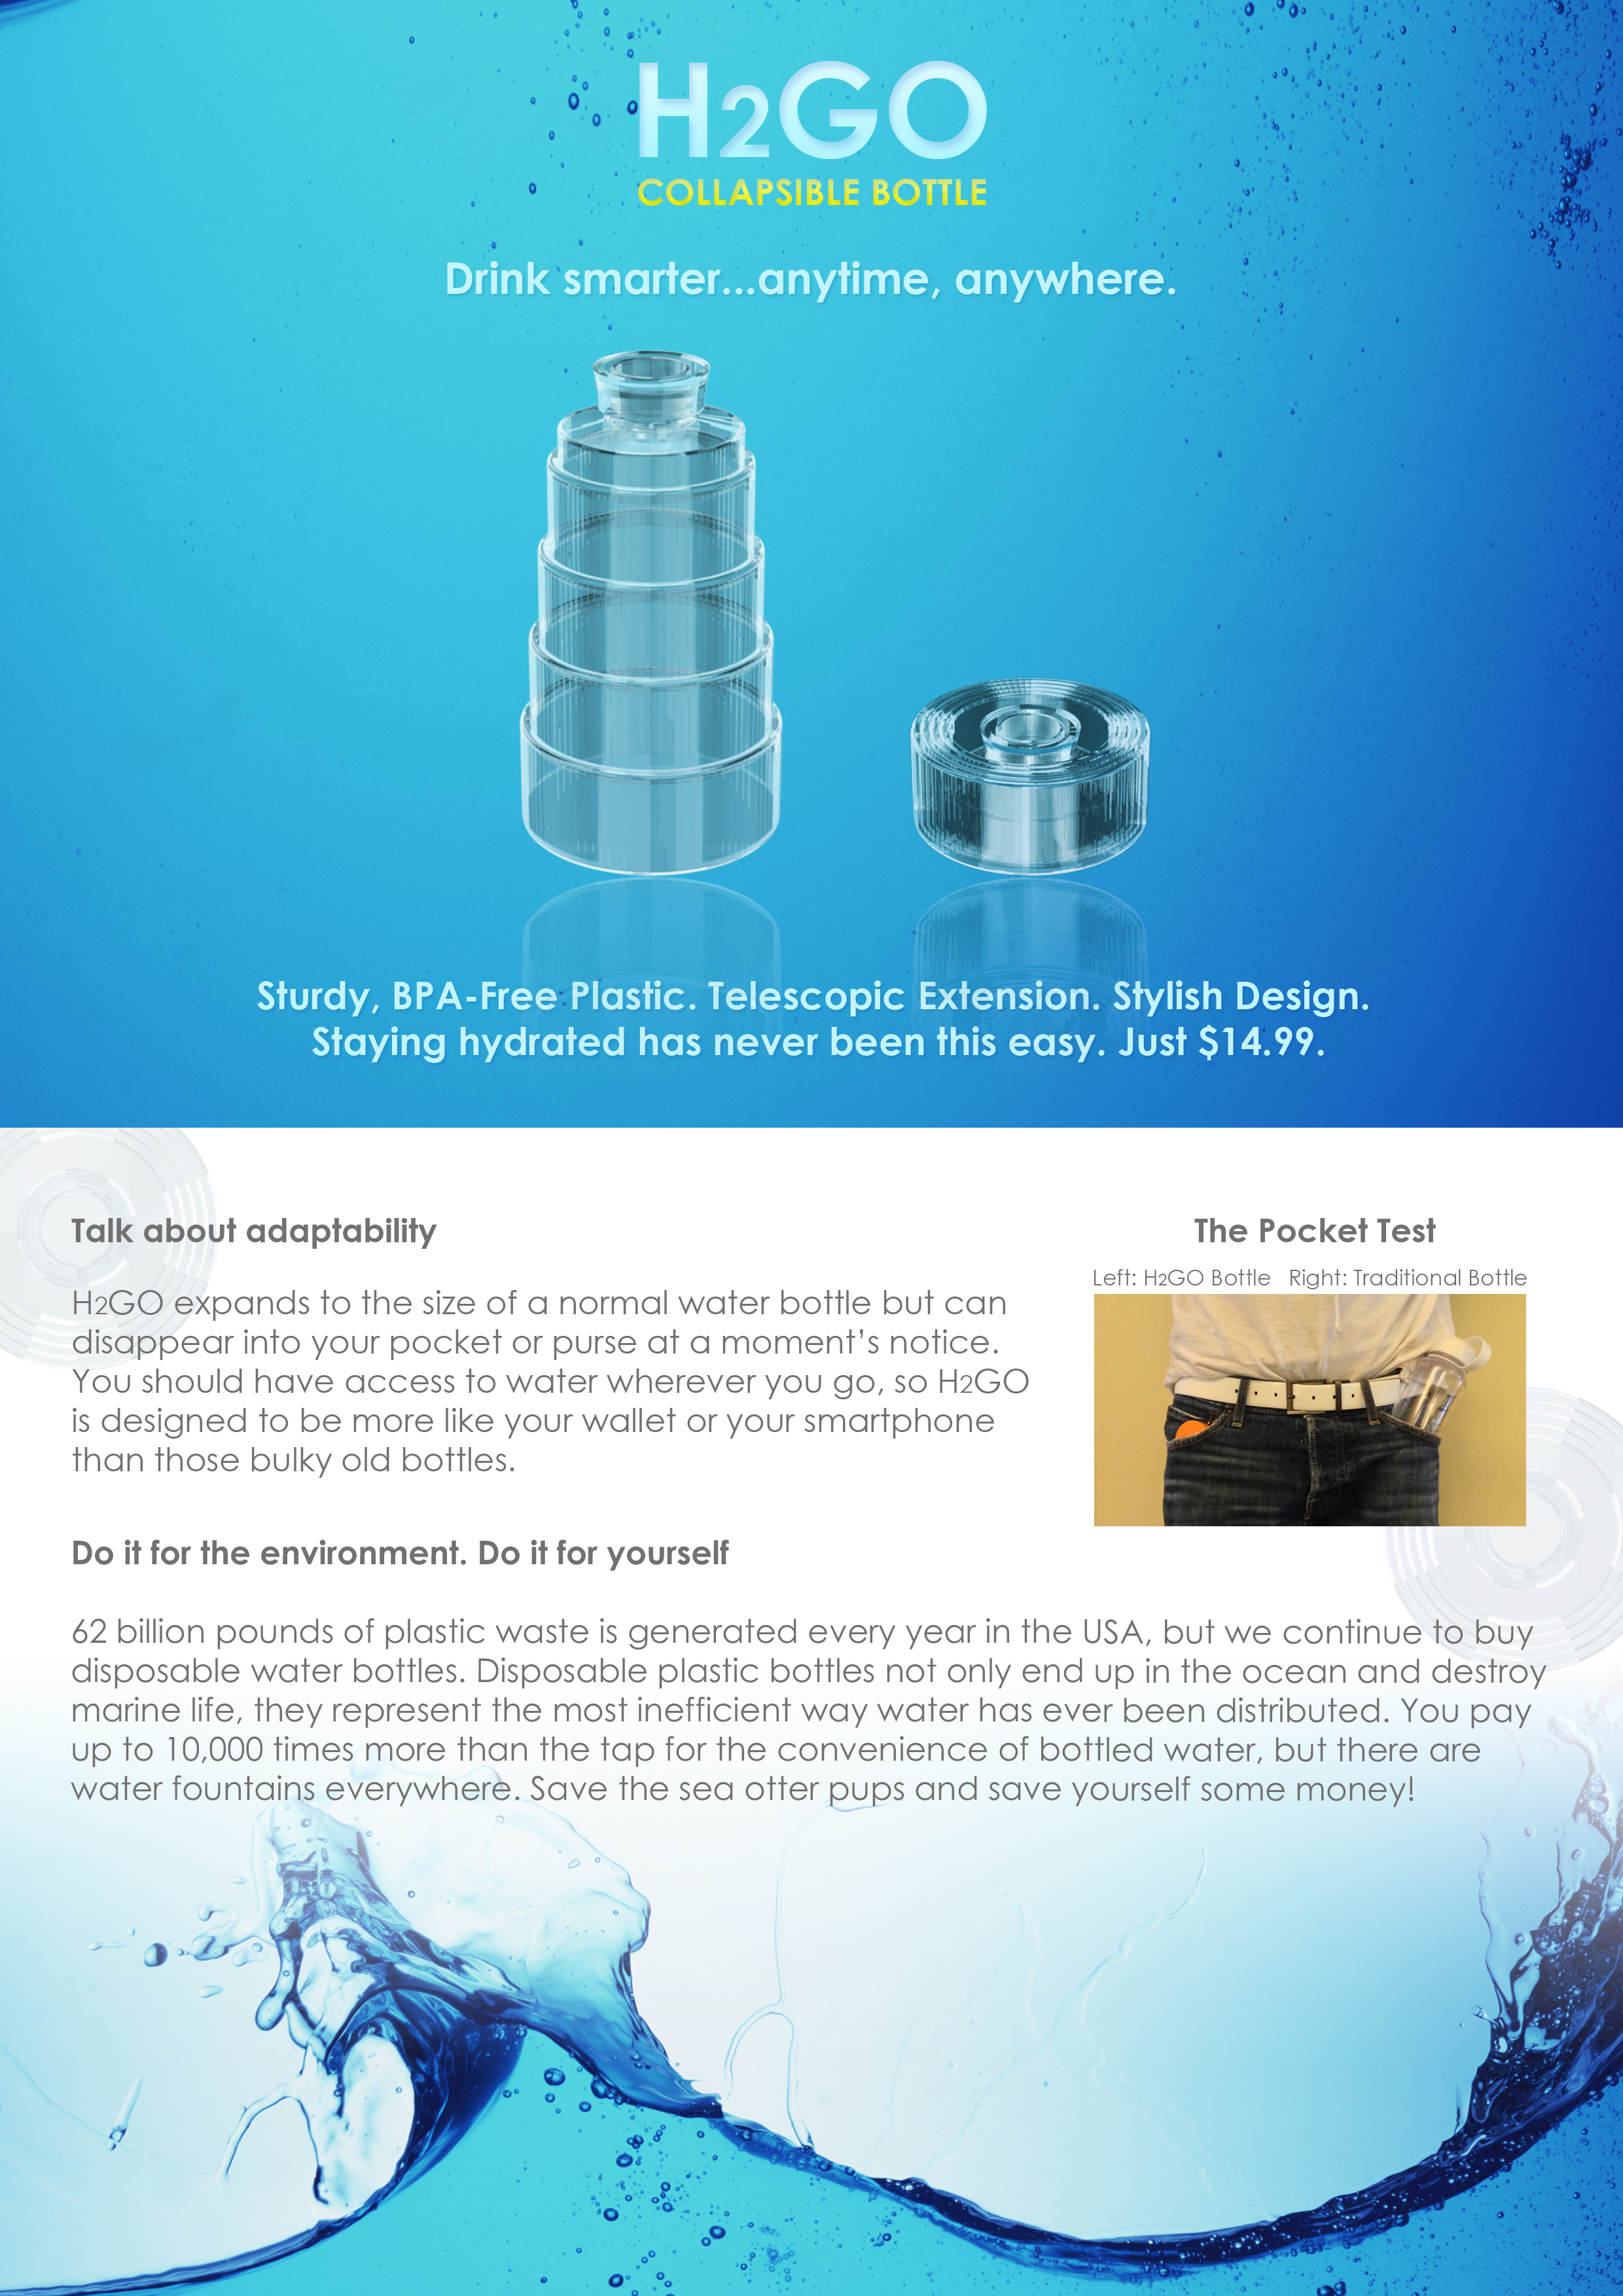 H2GO
COLLAPSIBLE BOTTLE
Drink smarter...anytime, anywhere.
Sturdy, BPA-Free Plastic. Telescopic Extension. Stylish Design.
Staying hydrated has never been this easy. Just $14.99.
Talk about adaptability
H2GO expands to the size of a normal water bottle but can
disappear into your pocket or purse at a moment’s notice.
You should have access to water wherever you go, so H2GO
is designed to be more like your wallet or your smartphone
than those bulky old bottles.
The Pocket Test
Left: H2GO Bottle Right: Traditional Bottle
Do it for the environment. Do it for yourself
62 billion pounds of plastic waste is generated every year in the USA, but we continue to buy
disposable water bottles. Disposable plastic bottles not only end up in the ocean and destroy
marine life, they represent the most inefficient way water has ever been distributed. You pay
up to 10,000 times more than the tap for the convenience of bottled water, but there are
water fountains everywhere. Save the sea otter pups and save yourself some money!